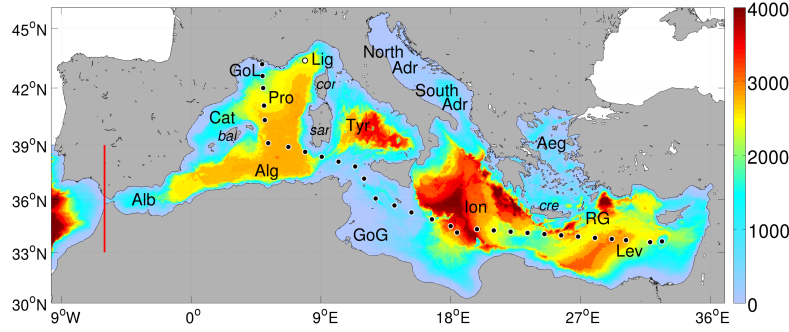 45°N
42°N
39°N
36°N
33°N
30°N
9°W
0°
9°E
18°E
27°E
36°E
4000
3000
2000
1000
0
North
Adr
South
Adr
GoL
Lig
cor
Pro
Cat
bal
sar
Tyr
Aeg
Alg
Alb
Ion
cre
RG
GoG
Lev